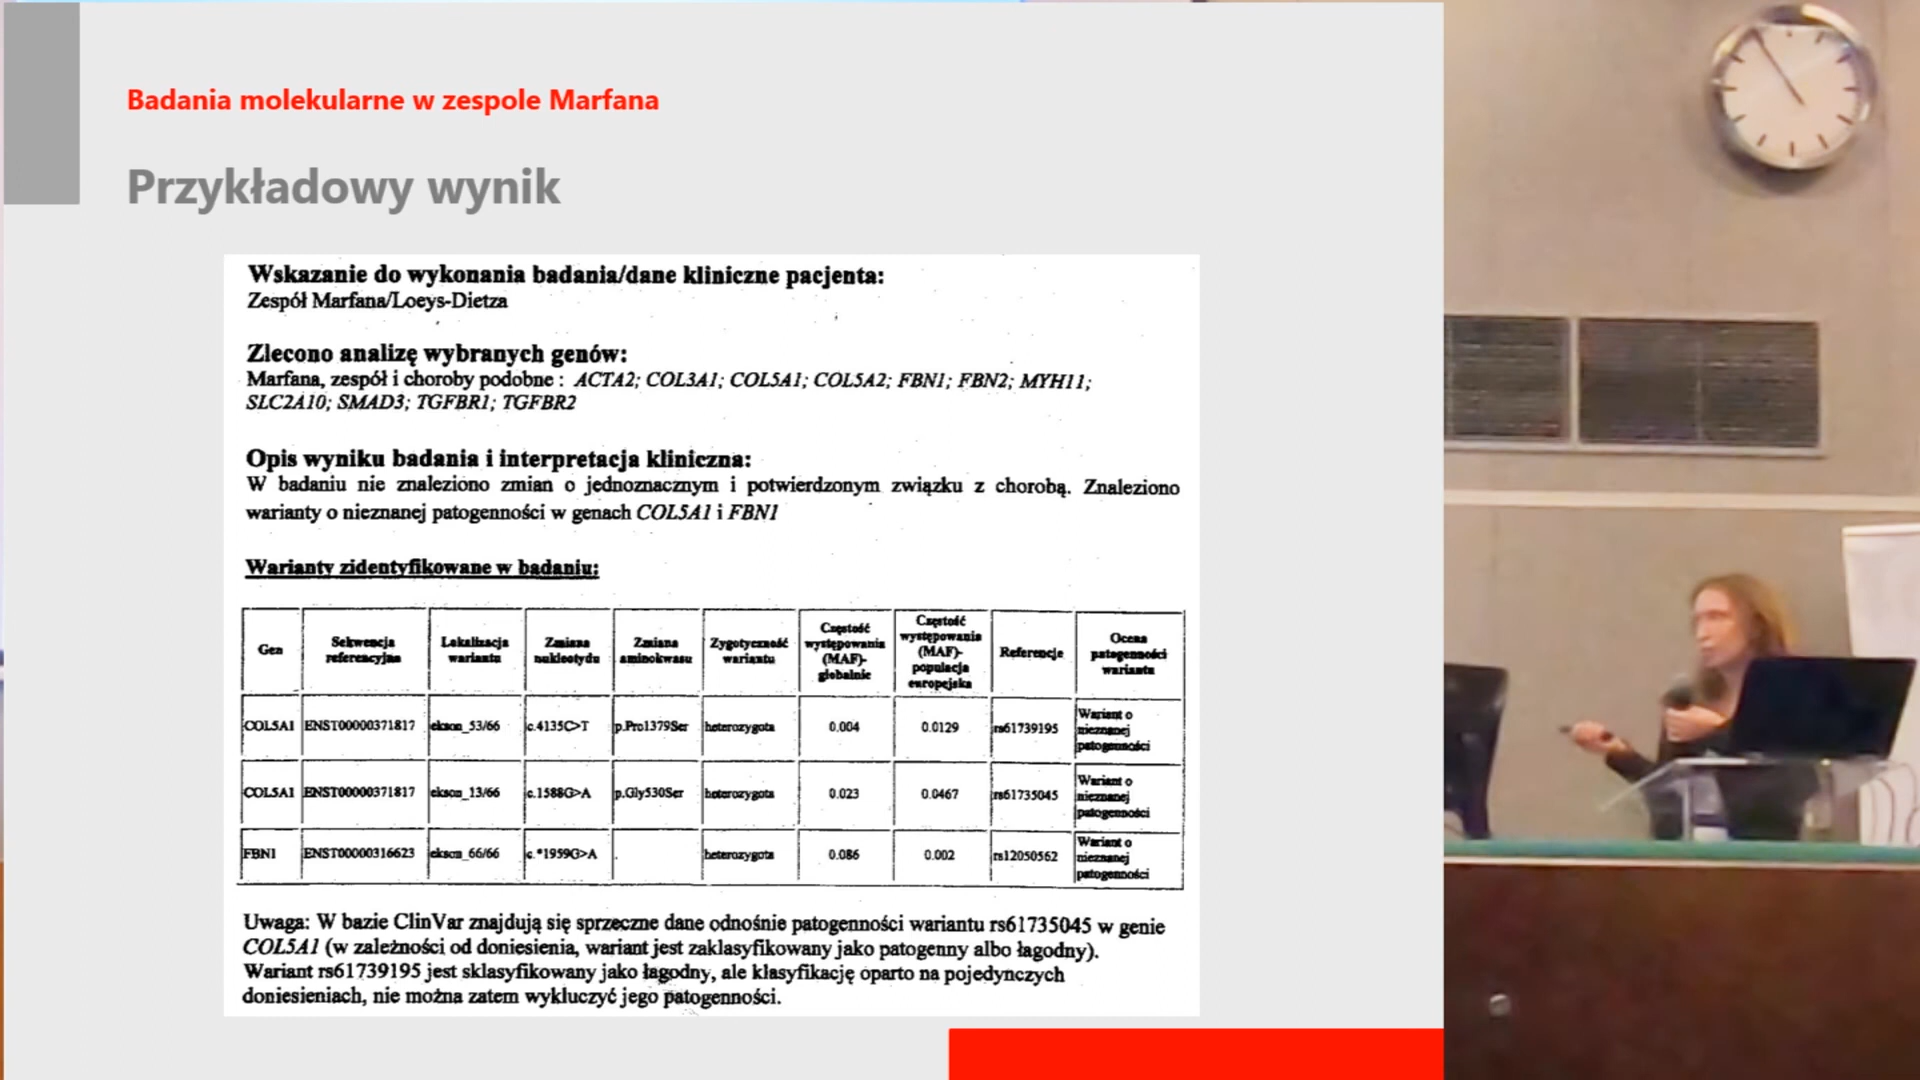 Badania molekularne w zespole Marfana
Przykładowy wynik
Wskazanie do wykonania badania/dane kliniczne pacjenta:
Zespół Marfana/Loeys-Dietza
Zlecono analizę wybranych genów:
Marfana, zespół i choroby podobne : ACTA2; COL3A1; COL5A1; COL5A2; FBN1; FBN2; MYH11;
SLC2A10; SMAD3; TGFBR1; TGFBR2
Opis wyniku badania i interpretacja kliniczna:
W badaniu nie znaleziono zmian o jednoznacznym i potwierdzonym związku z chorobą. Znaleziono
warianty o nieznanej patogenności w genach COL5A1 i FBN1
Warianty zidentyfikowane w badaniu:
Gen | Sekwencja referencyjna | Lokalizacja wariantu | Zmiana nukleotydu | Zmiana aminokwasu | Zygotyczność wariantu | Częstość występowania (MAF)- globalnie | Częstość występowania (MAF)- populacja europejska | Referencje | Ocena patogenności wariantu
COL5A1 | ENST00000371817 | ekson_53/66 | c.4135C>T | p.Pro1379Ser | heterozygota | 0.004 | 0.0129 | rs61739195 | Wariant o nieznanej patogenności
COL5A1 | ENST00000371817 | ekson_13/66 | c.1588G>A | p.Gly530Ser | heterozygota | 0.023 | 0.0467 | rs61735045 | Wariant o nieznanej patogenności
FBN1 | ENST00000316623 | ekson_66/66 | c.*1959G>A | . | heterozygota | 0.086 | 0.002 | rs12050562 | Wariant o nieznanej patogenności
Uwaga: W bazie ClinVar znajdują się sprzeczne dane odnośnie patogenności wariantu rs61735045 w genie
COL5A1 (w zależności od doniesienia, wariant jest zaklasyfikowany jako patogenny albo łagodny).
Wariant rs61739195 jest sklasyfikowany jako łagodny, ale klasyfikację oparto na pojedynczych
doniesieniach, nie można zatem wykluczyć jego patogenności.